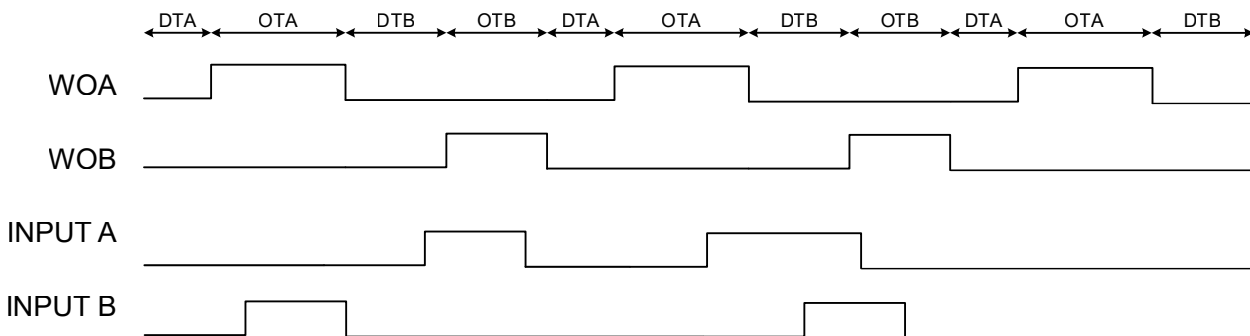 DTA OTA DTB OTB DTA OTA DTB OTB DTA OTA DTB
WOA
WOB
INPUT A
INPUT B